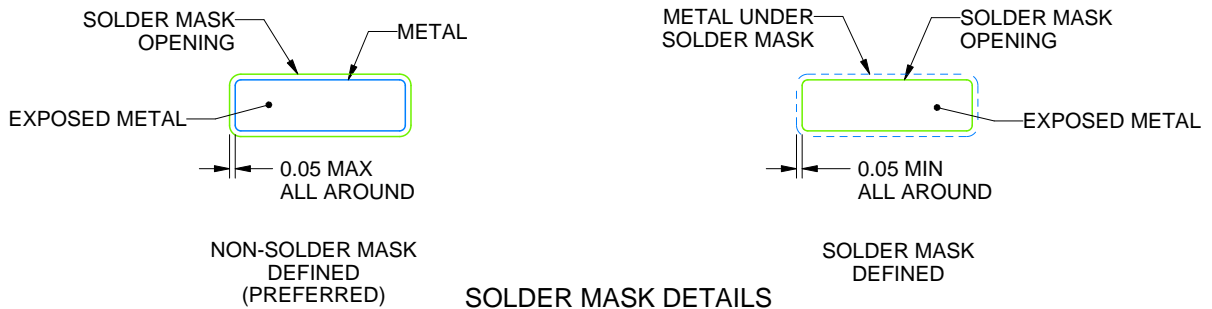 SOLDER MASK
OPENING
METAL
EXPOSED METAL
0.05 MAX
ALL AROUND
NON-SOLDER MASK
DEFINED
(PREFERRED)
METAL UNDER
SOLDER MASK
SOLDER MASK
OPENING
EXPOSED METAL
0.05 MIN
ALL AROUND
SOLDER MASK
DEFINED
SOLDER MASK DETAILS